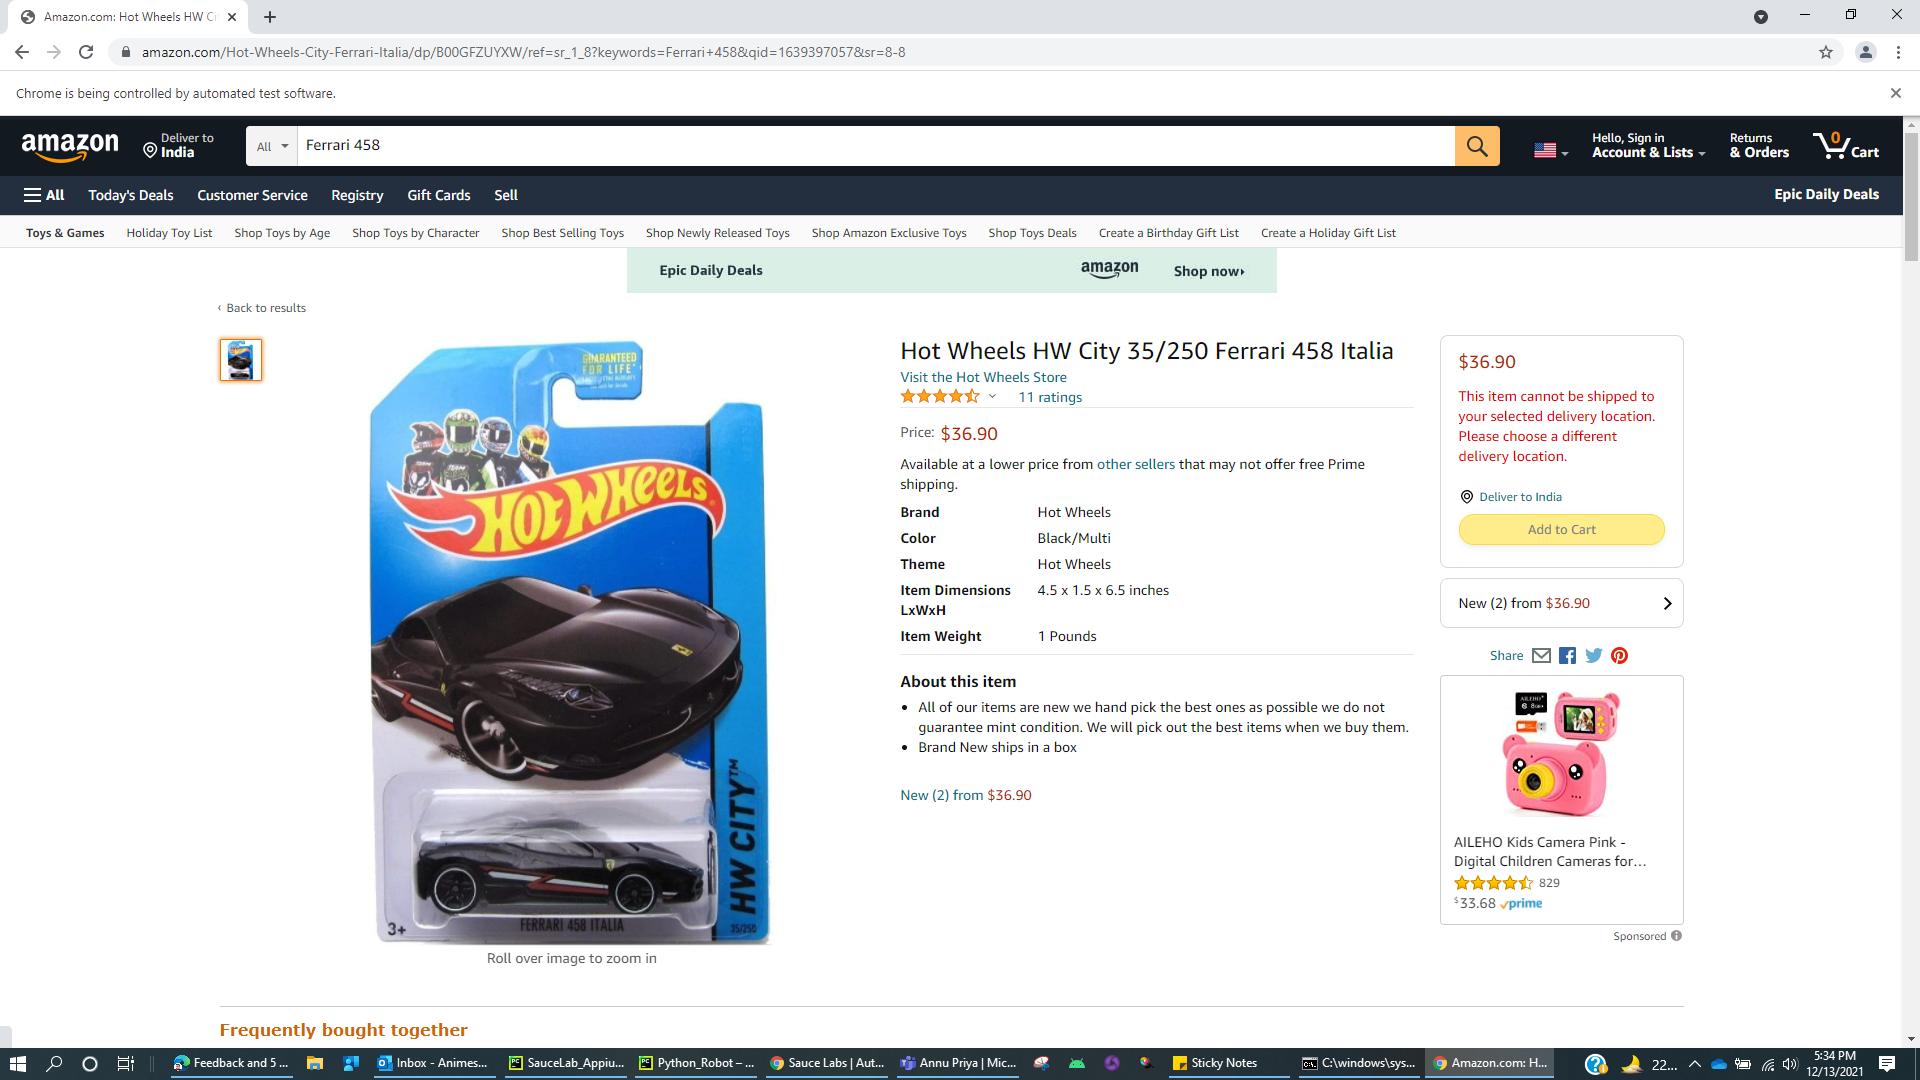 Amazon.com: Hot Wheels HW Ci
amazon.com/Hot-Wheels-City-Ferrari-Italia/dp/B00GFZUYXW/ref=sr_1_8?keywords=Ferrari+458&qid=1639397057&sr=8-8
Chrome is being controlled by automated test software.
amazon
Deliver to
India
All
Ferrari 458
Hello, Sign in
Account & Lists
Returns
& Orders
0
Cart
All Today's Deals Customer Service Registry Gift Cards Sell
Epic Daily Deals
Toys & Games Holiday Toy List Shop Toys by Age Shop Toys by Character Shop Best Selling Toys Shop Newly Released Toys Shop Amazon Exclusive Toys Shop Toys Deals Create a Birthday Gift List Create a Holiday Gift List
Epic Daily Deals amazon Shop now
‹ Back to results
GUARANTEED
FOR LIFE
HOT WHEELS
HW CITY™
3+
FERRARI 458 ITALIA
35/250
Roll over image to zoom in
Hot Wheels HW City 35/250 Ferrari 458 Italia
Visit the Hot Wheels Store
11 ratings
Price: $36.90
Available at a lower price from other sellers that may not offer free Prime
shipping.
Brand Hot Wheels
Color Black/Multi
Theme Hot Wheels
Item Dimensions 4.5 x 1.5 x 6.5 inches
LxWxH
Item Weight 1 Pounds
About this item
• All of our items are new we hand pick the best ones as possible we do not
guarantee mint condition. We will pick out the best items when we buy them.
• Brand New ships in a box
New (2) from $36.90
$36.90
This item cannot be shipped to
your selected delivery location.
Please choose a different
delivery location.
Deliver to India
Add to Cart
New (2) from $36.90
Share
AILEHO Kids Camera Pink -
Digital Children Cameras for…
829
$33.68 prime
Sponsored
Frequently bought together
Feedback and 5 ... Inbox - Animes... SauceLab_Appiu... Python_Robot – ... Sauce Labs | Aut... Annu Priya | Mic... Sticky Notes C:\windows\sys... Amazon.com: H... 22...
5:34 PM
12/13/2021